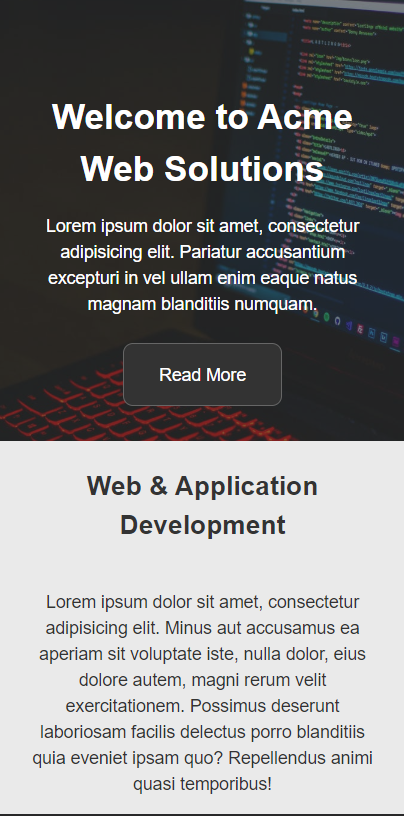 Welcome to Acme
Web Solutions
Lorem ipsum dolor sit amet, consectetur
adipisicing elit. Pariatur accusantium
excepturi in vel ullam enim eaque natus
magnam blanditiis numquam.
Read More
Web & Application
Development
Lorem ipsum dolor sit amet, consectetur
adipisicing elit. Minus aut accusamus ea
aperiam sit voluptate iste, nulla dolor, eius
dolore autem, magni rerum velit
exercitationem. Possimus deserunt
laboriosam facilis delectus porro blanditiis
quia eveniet ipsam quo? Repellendus animi
quasi temporibus!